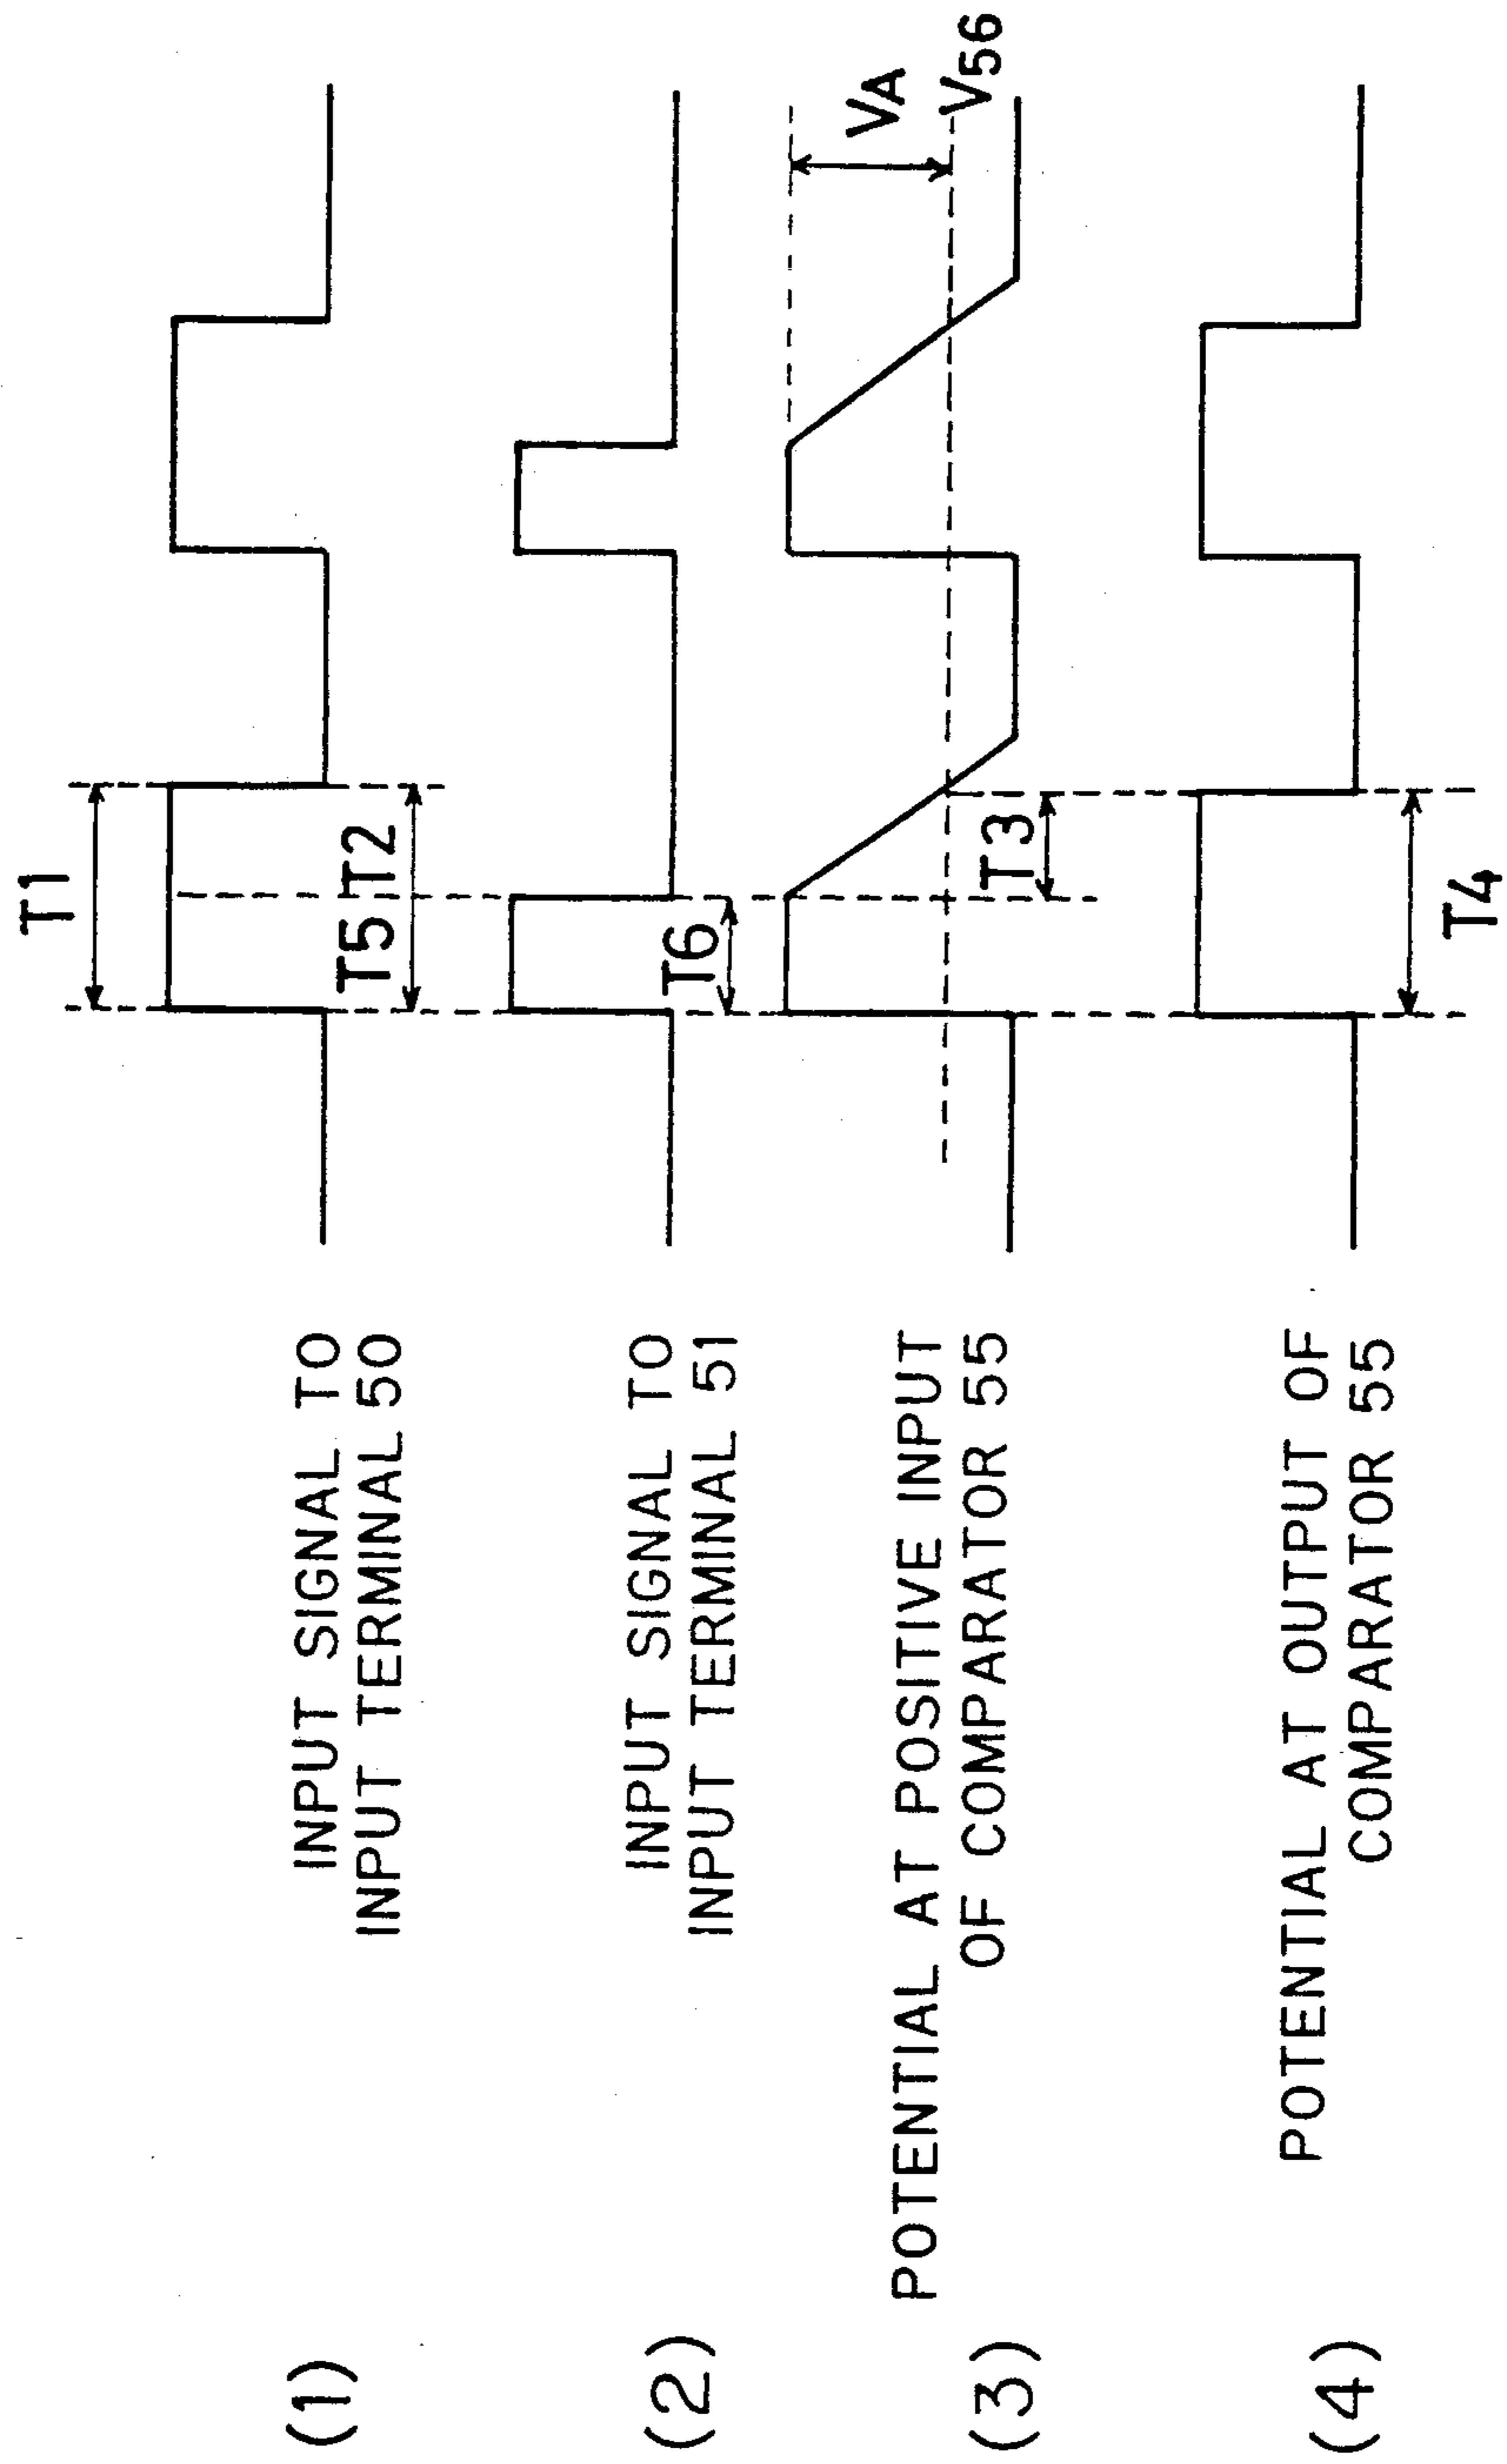 (1)
INPUT SIGNAL TO
INPUT TERMINAL 50
T1
T5 T2
(2)
INPUT SIGNAL TO
INPUT TERMINAL 51
T6
(3)
POTENTIAL AT POSITIVE INPUT
OF COMPARATOR 55
VA
V56
T3
(4)
POTENTIAL AT OUTPUT OF
COMPARATOR 55
T4